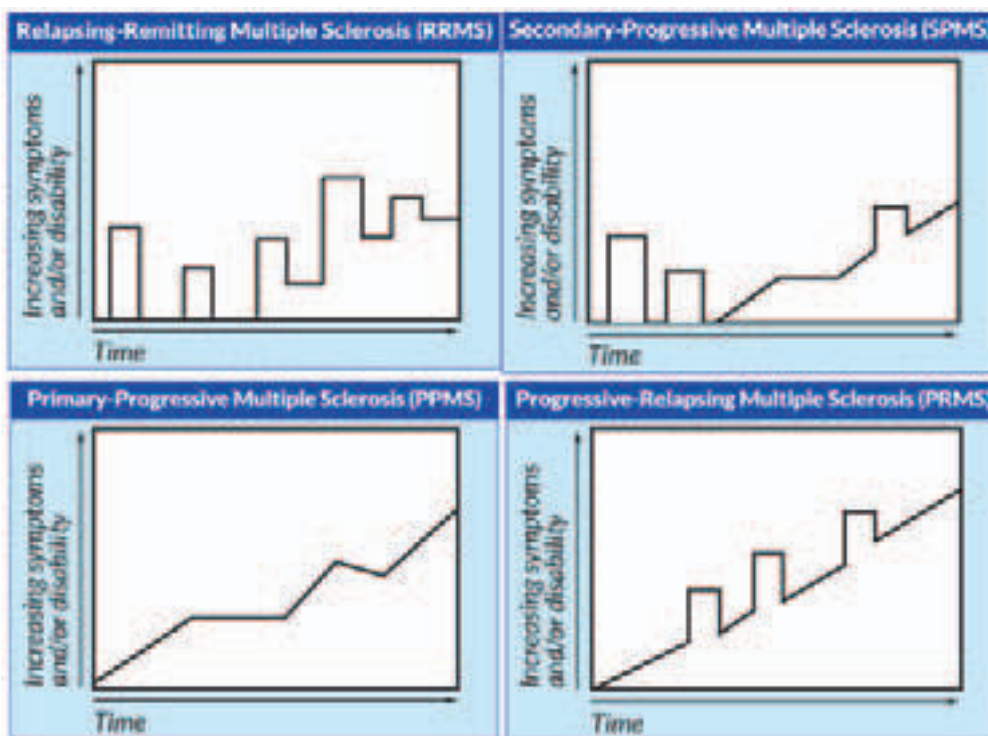 Relapsing-Remitting Multiple Sclerosis (RRMS)
Increasing symptoms
and/or disability
Time
Secondary-Progressive Multiple Sclerosis (SPMS)
Increasing symptoms
and/or disability
Time
Primary-Progressive Multiple Sclerosis (PPMS)
Increasing symptoms
and/or disability
Time
Progressive-Relapsing Multiple Sclerosis (PRMS)
Increasing symptoms
and/or disability
Time